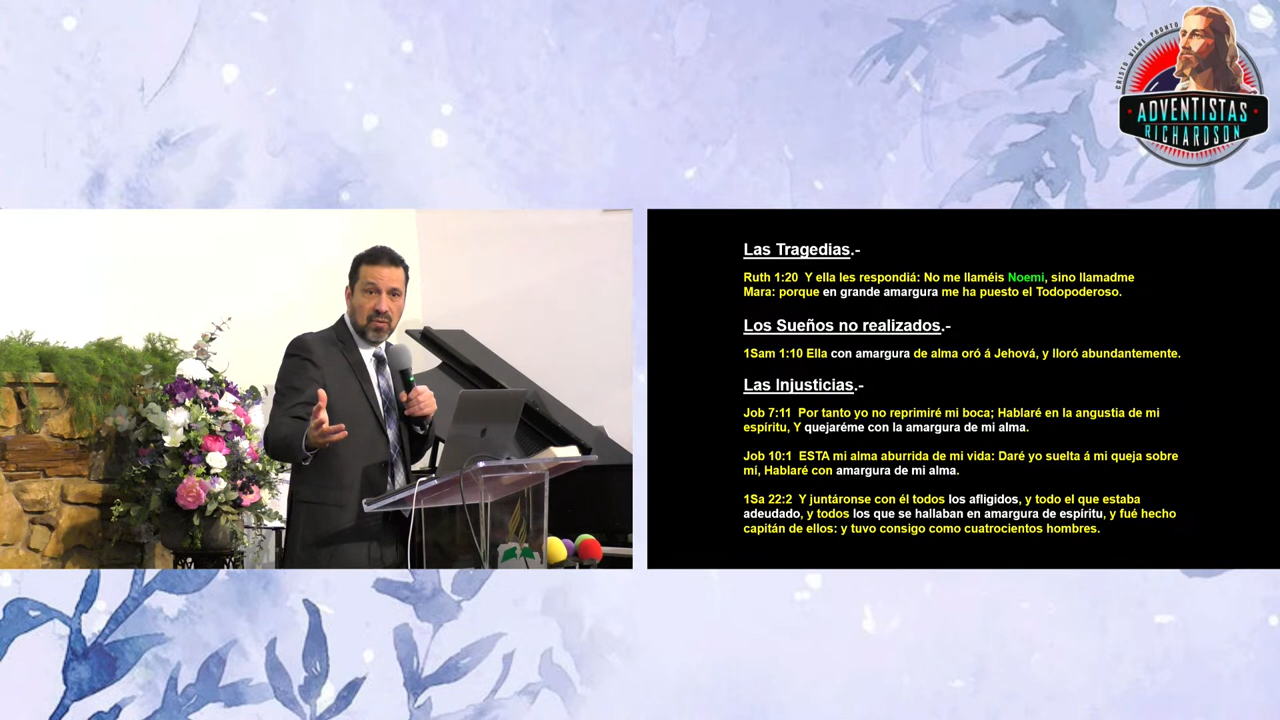 CRISTO VIENE PRONTO
ADVENTISTAS
RICHARDSON
Las Tragedias.-
Ruth 1:20 Y ella les respondiá: No me llaméis Noemi, sino llamadme
Mara: porque en grande amargura me ha puesto el Todopoderoso.
Los Sueños no realizados.-
1Sam 1:10 Ella con amargura de alma oró á Jehová, y lloró abundantemente.
Las Injusticias.-
Job 7:11 Por tanto yo no reprimiré mi boca; Hablaré en la angustia de mi
espíritu, Y quejaréme con la amargura de mi alma.
Job 10:1 ESTA mi alma aburrida de mi vida: Daré yo suelta á mi queja sobre
mí, Hablaré con amargura de mi alma.
1Sa 22:2 Y juntáronse con él todos los afligidos, y todo el que estaba
adeudado, y todos los que se hallaban en amargura de espíritu, y fué hecho
capitán de ellos: y tuvo consigo como cuatrocientos hombres.